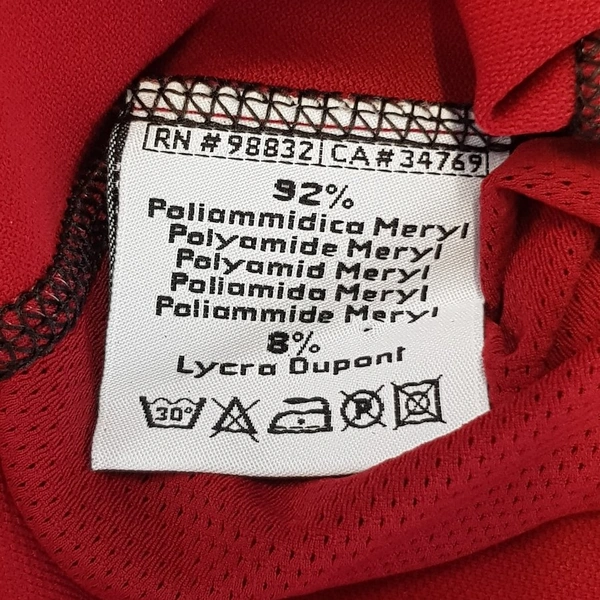 RN #98832 CA#34769
92%
Poliammidica Meryl
Polyamide Meryl
Polyamid Meryl
Poliamida Meryl
Poliammide Meryl
8%
Lycra Dupont
30°
P